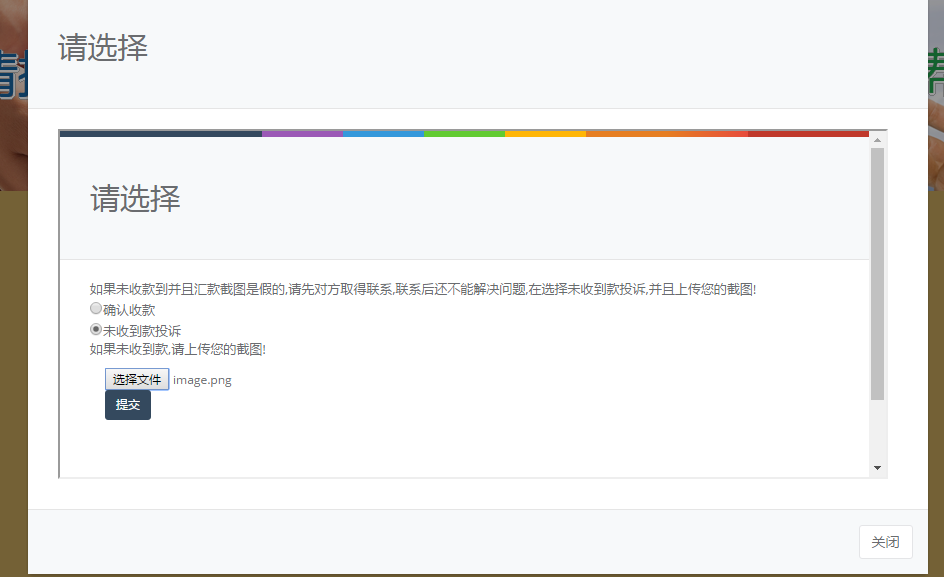 请选择
请选择
如果未收款到并且汇款截图是假的,请先对方取得联系,联系后还不能解决问题,在选择未收到款投诉,并且上传您的截图!
确认收款
未收到款投诉
如果未收到款,请上传您的截图!
选择文件 image.png
提交
关闭